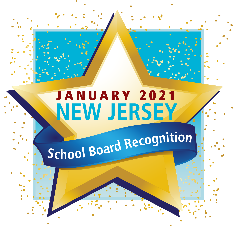 JANUARY 2021
NEW JERSEY
School Board Recognition